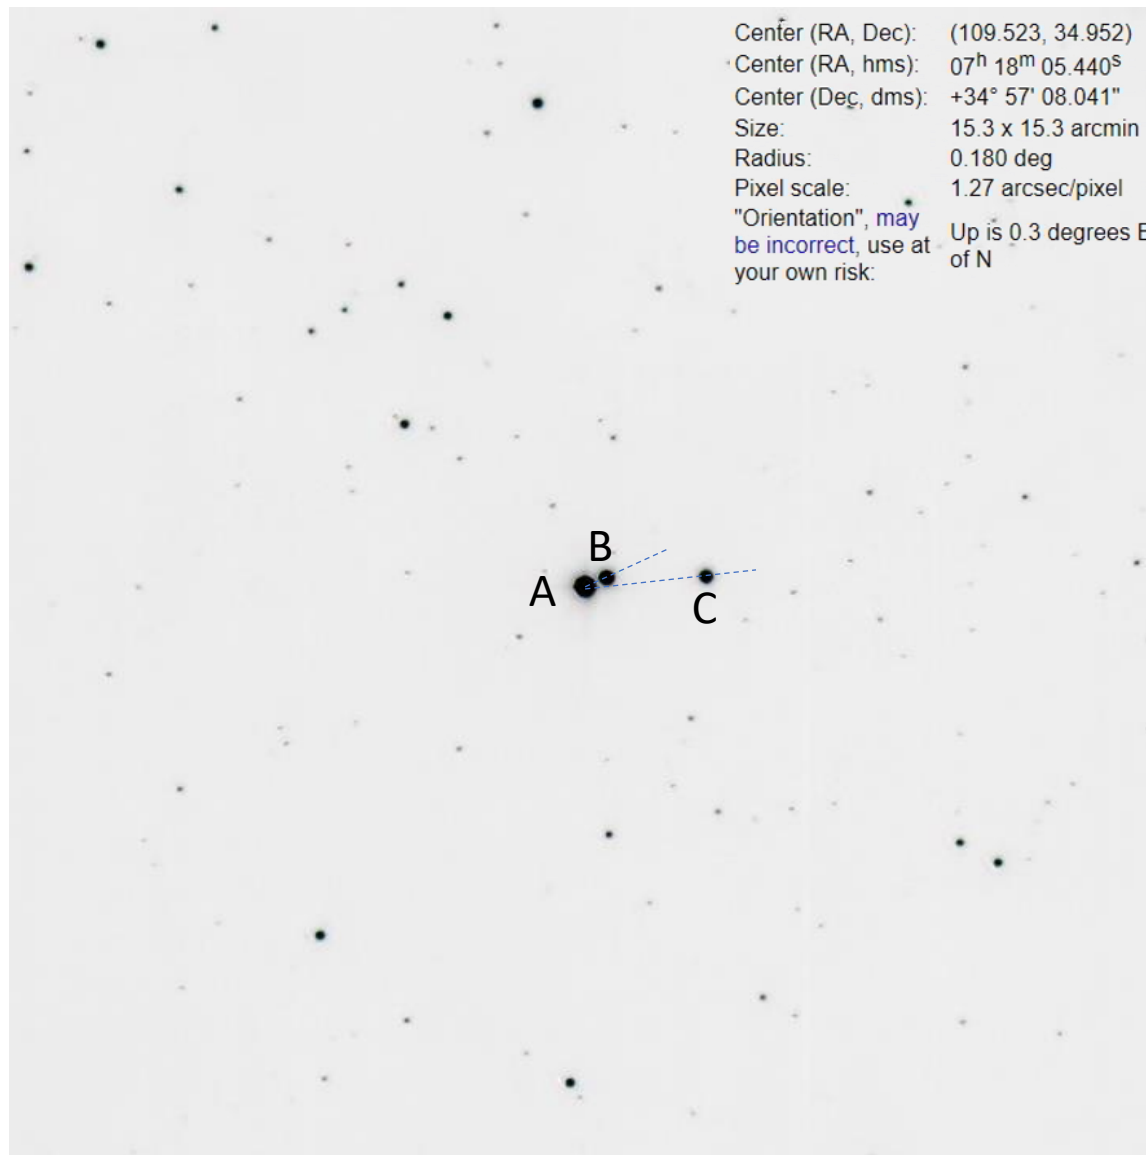 Center (RA, Dec): (109.523, 34.952)
Center (RA, hms): 07h 18m 05.440s
Center (Dec, dms): +34° 57' 08.041"
Size: 15.3 x 15.3 arcmin
Radius: 0.180 deg
Pixel scale: 1.27 arcsec/pixel
"Orientation", may
be incorrect, use at
your own risk:
Up is 0.3 degrees E
of N
B
A
C